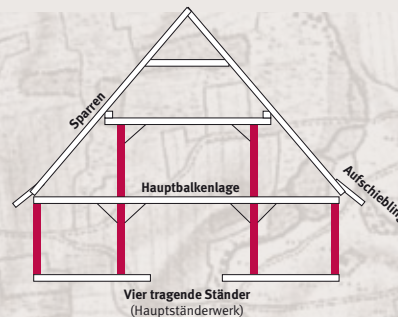 Sparren
Aufschiebling
Hauptbalkenlage
Vier tragende Ständer
(Hauptständerwerk)